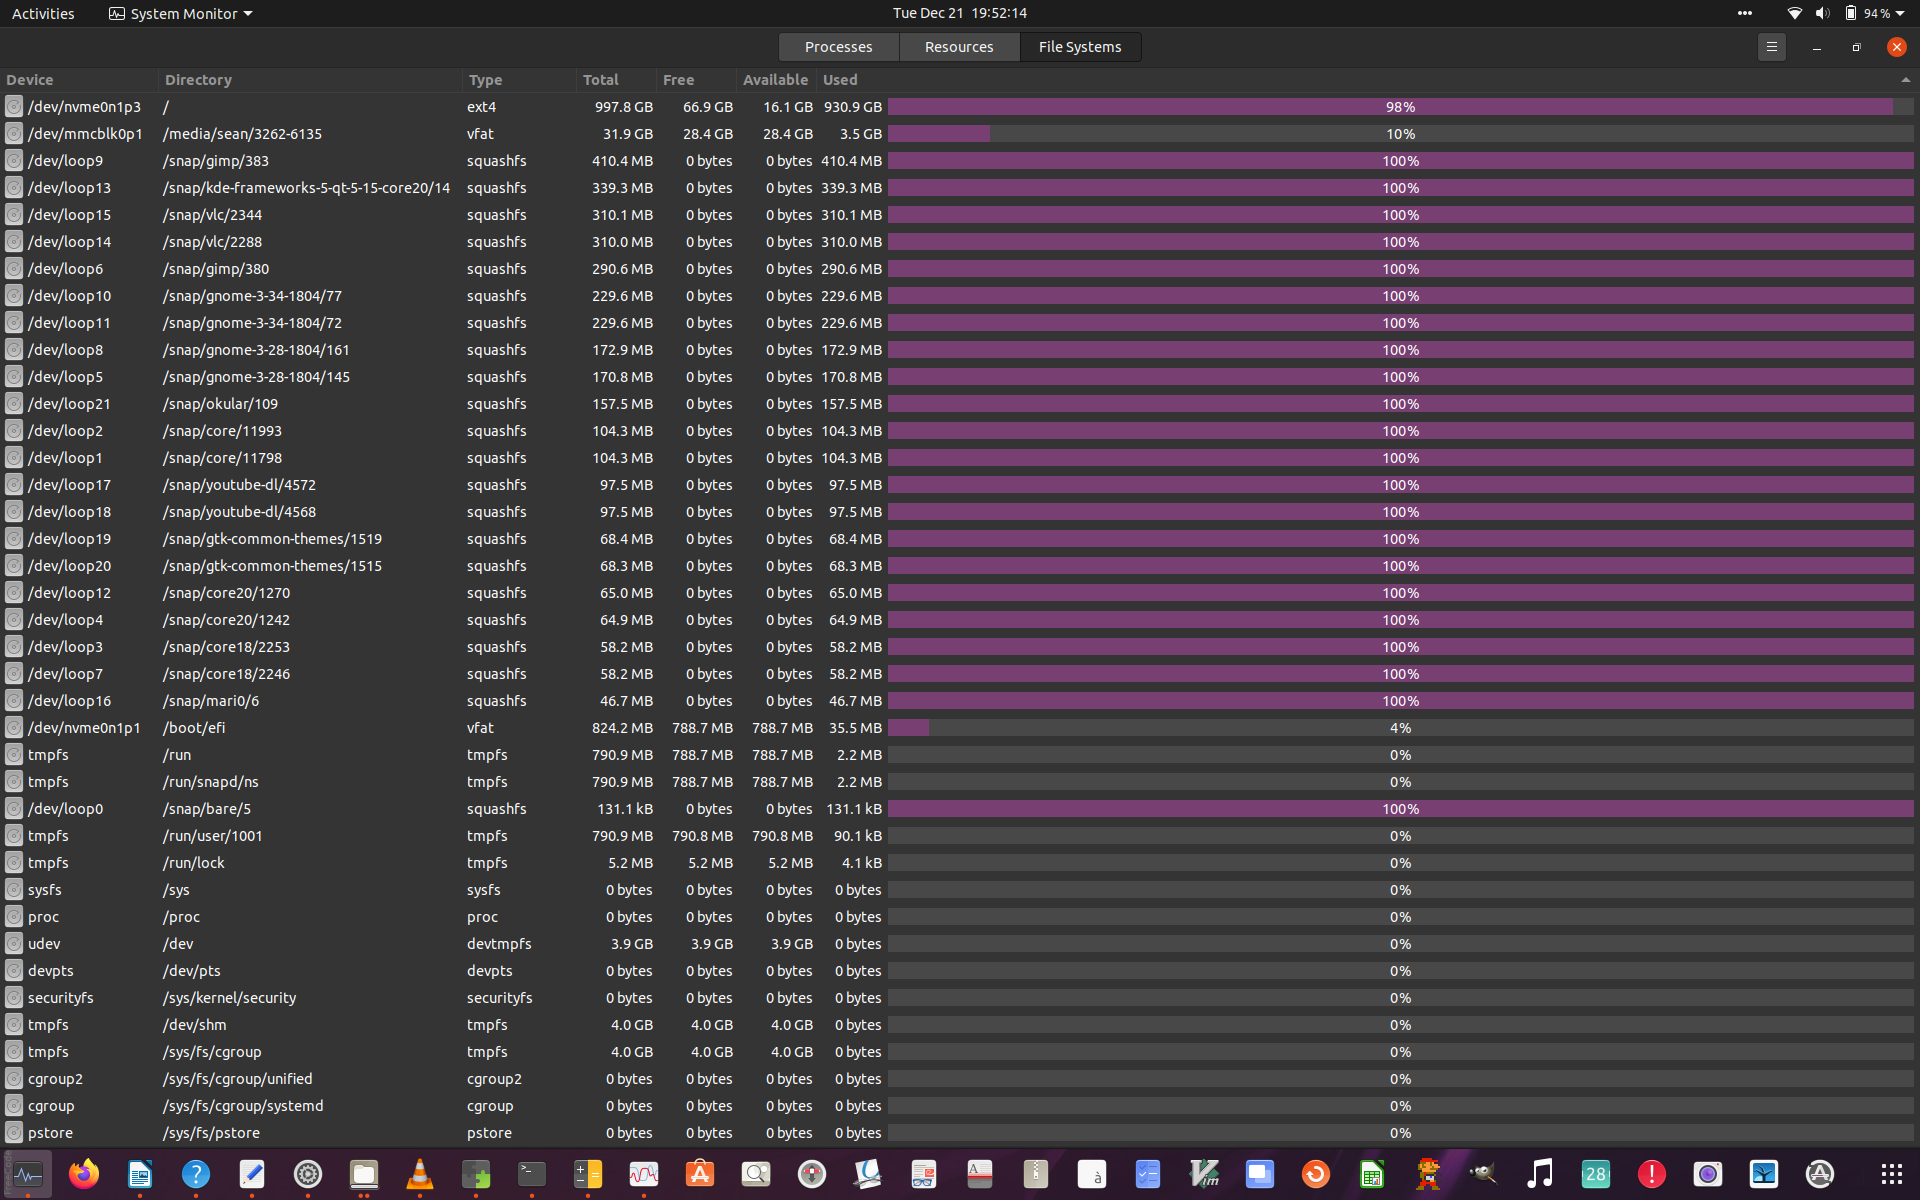 Activities System Monitor Tue Dec 21 19:52:14 94%
Processes Resources File Systems
Device Directory Type Total Free Available Used
/dev/nvme0n1p3 / ext4 997.8 GB 66.9 GB 16.1 GB 930.9 GB 98%
/dev/mmcblk0p1 /media/sean/3262-6135 vfat 31.9 GB 28.4 GB 28.4 GB 3.5 GB 10%
/dev/loop9 /snap/gimp/383 squashfs 410.4 MB 0 bytes 0 bytes 410.4 MB 100%
/dev/loop13 /snap/kde-frameworks-5-qt-5-15-core20/14 squashfs 339.3 MB 0 bytes 0 bytes 339.3 MB 100%
/dev/loop15 /snap/vlc/2344 squashfs 310.1 MB 0 bytes 0 bytes 310.1 MB 100%
/dev/loop14 /snap/vlc/2288 squashfs 310.0 MB 0 bytes 0 bytes 310.0 MB 100%
/dev/loop6 /snap/gimp/380 squashfs 290.6 MB 0 bytes 0 bytes 290.6 MB 100%
/dev/loop10 /snap/gnome-3-34-1804/77 squashfs 229.6 MB 0 bytes 0 bytes 229.6 MB 100%
/dev/loop11 /snap/gnome-3-34-1804/72 squashfs 229.6 MB 0 bytes 0 bytes 229.6 MB 100%
/dev/loop8 /snap/gnome-3-28-1804/161 squashfs 172.9 MB 0 bytes 0 bytes 172.9 MB 100%
/dev/loop5 /snap/gnome-3-28-1804/145 squashfs 170.8 MB 0 bytes 0 bytes 170.8 MB 100%
/dev/loop21 /snap/okular/109 squashfs 157.5 MB 0 bytes 0 bytes 157.5 MB 100%
/dev/loop2 /snap/core/11993 squashfs 104.3 MB 0 bytes 0 bytes 104.3 MB 100%
/dev/loop1 /snap/core/11798 squashfs 104.3 MB 0 bytes 0 bytes 104.3 MB 100%
/dev/loop17 /snap/youtube-dl/4572 squashfs 97.5 MB 0 bytes 0 bytes 97.5 MB 100%
/dev/loop18 /snap/youtube-dl/4568 squashfs 97.5 MB 0 bytes 0 bytes 97.5 MB 100%
/dev/loop19 /snap/gtk-common-themes/1519 squashfs 68.4 MB 0 bytes 0 bytes 68.4 MB 100%
/dev/loop20 /snap/gtk-common-themes/1515 squashfs 68.3 MB 0 bytes 0 bytes 68.3 MB 100%
/dev/loop12 /snap/core20/1270 squashfs 65.0 MB 0 bytes 0 bytes 65.0 MB 100%
/dev/loop4 /snap/core20/1242 squashfs 64.9 MB 0 bytes 0 bytes 64.9 MB 100%
/dev/loop3 /snap/core18/2253 squashfs 58.2 MB 0 bytes 0 bytes 58.2 MB 100%
/dev/loop7 /snap/core18/2246 squashfs 58.2 MB 0 bytes 0 bytes 58.2 MB 100%
/dev/loop16 /snap/mari0/6 squashfs 46.7 MB 0 bytes 0 bytes 46.7 MB 100%
/dev/nvme0n1p1 /boot/efi vfat 824.2 MB 788.7 MB 788.7 MB 35.5 MB 4%
tmpfs /run tmpfs 790.9 MB 788.7 MB 788.7 MB 2.2 MB 0%
tmpfs /run/snapd/ns tmpfs 790.9 MB 788.7 MB 788.7 MB 2.2 MB 0%
/dev/loop0 /snap/bare/5 squashfs 131.1 kB 0 bytes 0 bytes 131.1 kB 100%
tmpfs /run/user/1001 tmpfs 790.9 MB 790.8 MB 790.8 MB 90.1 kB 0%
tmpfs /run/lock tmpfs 5.2 MB 5.2 MB 5.2 MB 4.1 kB 0%
sysfs /sys sysfs 0 bytes 0 bytes 0 bytes 0 bytes 0%
proc /proc proc 0 bytes 0 bytes 0 bytes 0 bytes 0%
udev /dev devtmpfs 3.9 GB 3.9 GB 3.9 GB 0 bytes 0%
devpts /dev/pts devpts 0 bytes 0 bytes 0 bytes 0 bytes 0%
securityfs /sys/kernel/security securityfs 0 bytes 0 bytes 0 bytes 0 bytes 0%
tmpfs /dev/shm tmpfs 4.0 GB 4.0 GB 4.0 GB 0 bytes 0%
tmpfs /sys/fs/cgroup tmpfs 4.0 GB 4.0 GB 4.0 GB 0 bytes 0%
cgroup2 /sys/fs/cgroup/unified cgroup2 0 bytes 0 bytes 0 bytes 0 bytes 0%
cgroup /sys/fs/cgroup/systemd cgroup 0 bytes 0 bytes 0 bytes 0 bytes 0%
pstore /sys/fs/pstore pstore 0 bytes 0 bytes 0 bytes 0 bytes 0%
? >_ A à Vim 28 !